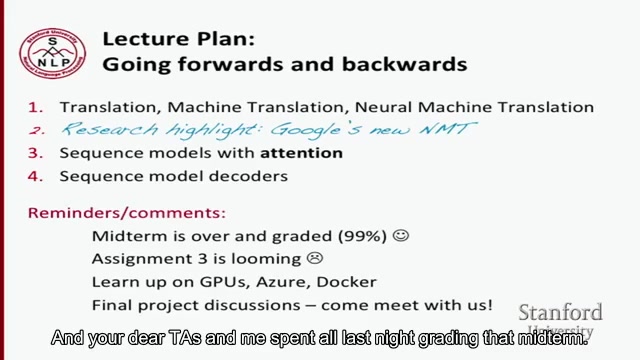 S
NLP
Stanford University
Natural Language Processing
Lecture Plan:
Going forwards and backwards
1. Translation, Machine Translation, Neural Machine Translation
2. Research highlight: Google's new NMT
3. Sequence models with attention
4. Sequence model decoders
Reminders/comments:
Midterm is over and graded (99%) ☺
Assignment 3 is looming ☹
Learn up on GPUs, Azure, Docker
Final project discussions – come meet with us!
Stanford
University
And your dear TAs and me spent all last night grading that midterm.